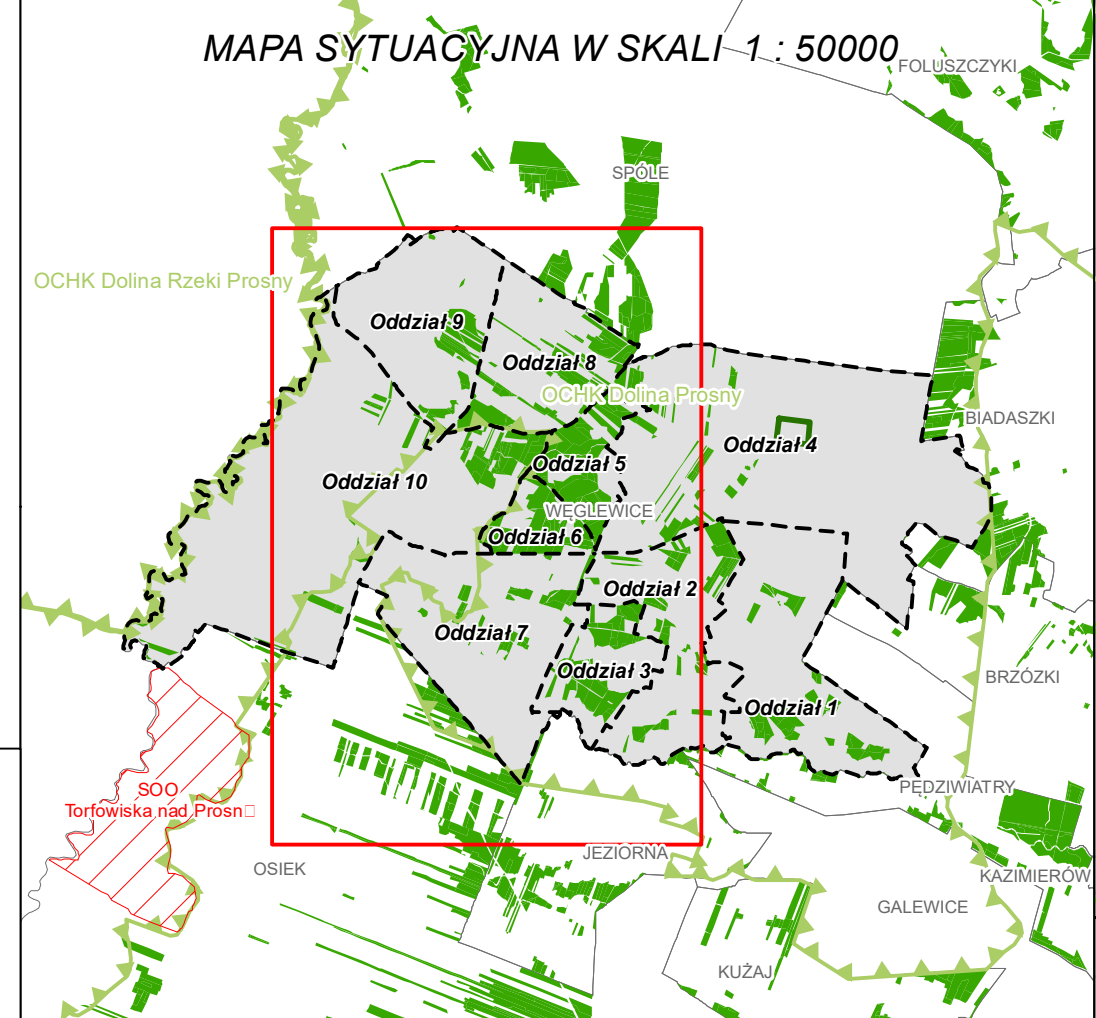 MAPA SYTUACYJNA W SKALI 1 : 50000
FOLUSZCZYKI
SPÓLE
OCHK Dolina Rzeki Prosny
Oddział 9
Oddział 8
OCHK Dolina Prosny
BIADASZKI
Oddział 4
Oddział 5
Oddział 10
WĘGLEWICE
Oddział 6
Oddział 2
Oddział 7
Oddział 3
BRZÓZKI
Oddział 1
SOO
Torfowiska nad Prosn□
PĘDZIWIATRY
JEZIORNA
OSIEK
KAZIMIERÓW
GALEWICE
KUŻAJ